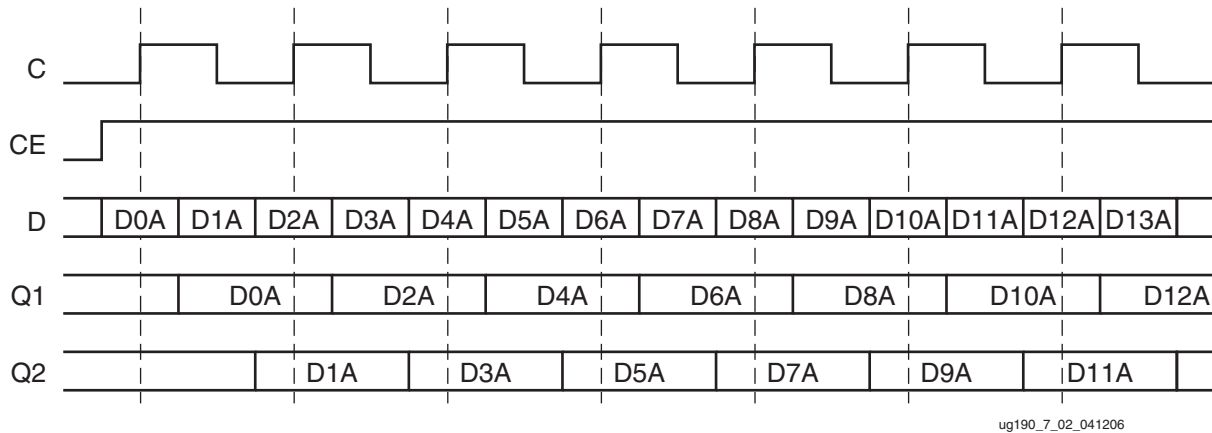 C
CE
D D0A D1A D2A D3A D4A D5A D6A D7A D8A D9A D10A D11A D12A D13A
Q1 D0A D2A D4A D6A D8A D10A D12A
Q2 D1A D3A D5A D7A D9A D11A
ug190_7_02_041206